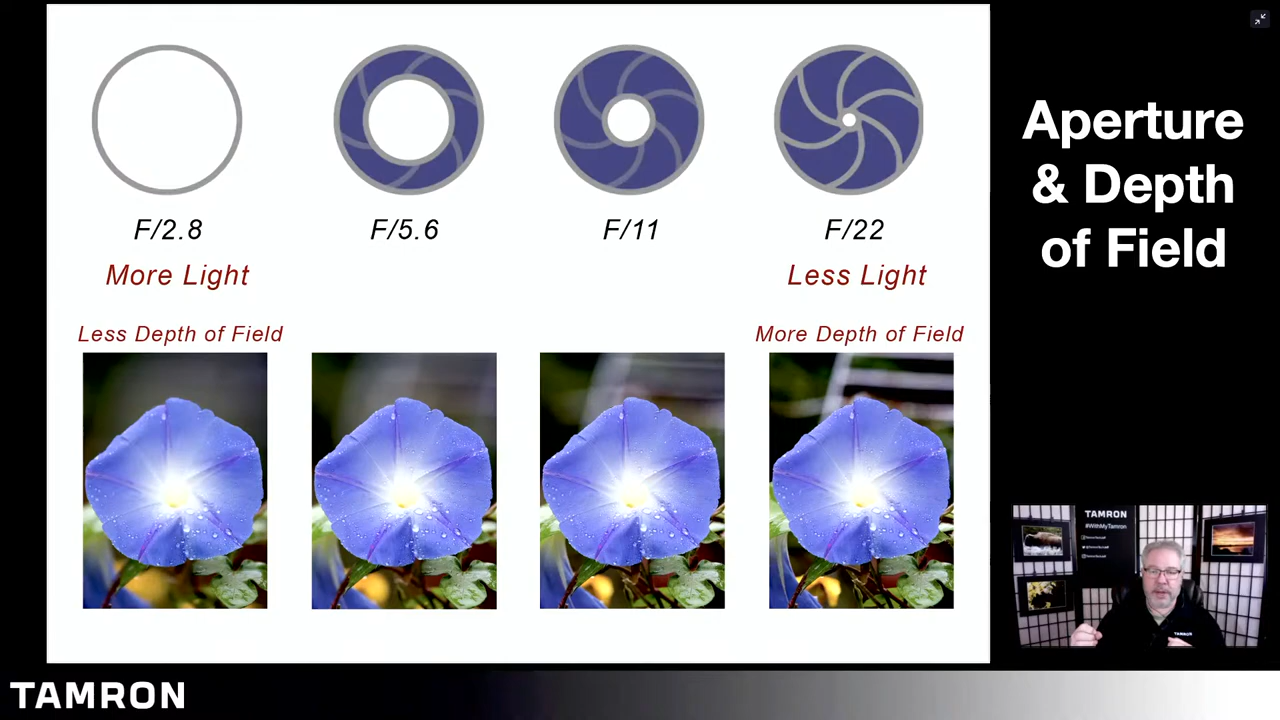 Aperture
& Depth
of Field
F/2.8
F/5.6
F/11
F/22
More Light
Less Light
Less Depth of Field
More Depth of Field
TAMRON
#WithMyTamron
TAMRON
TAMRON